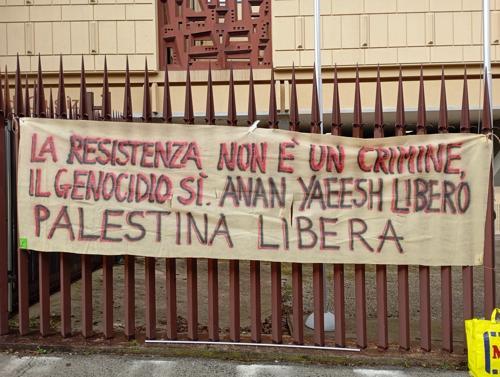 LA RESISTENZA NON È UN CRIMINE,
IL GENOCIDIO, SÌ. ANAN YAEESH LIBERO
PALESTINA LIBERA